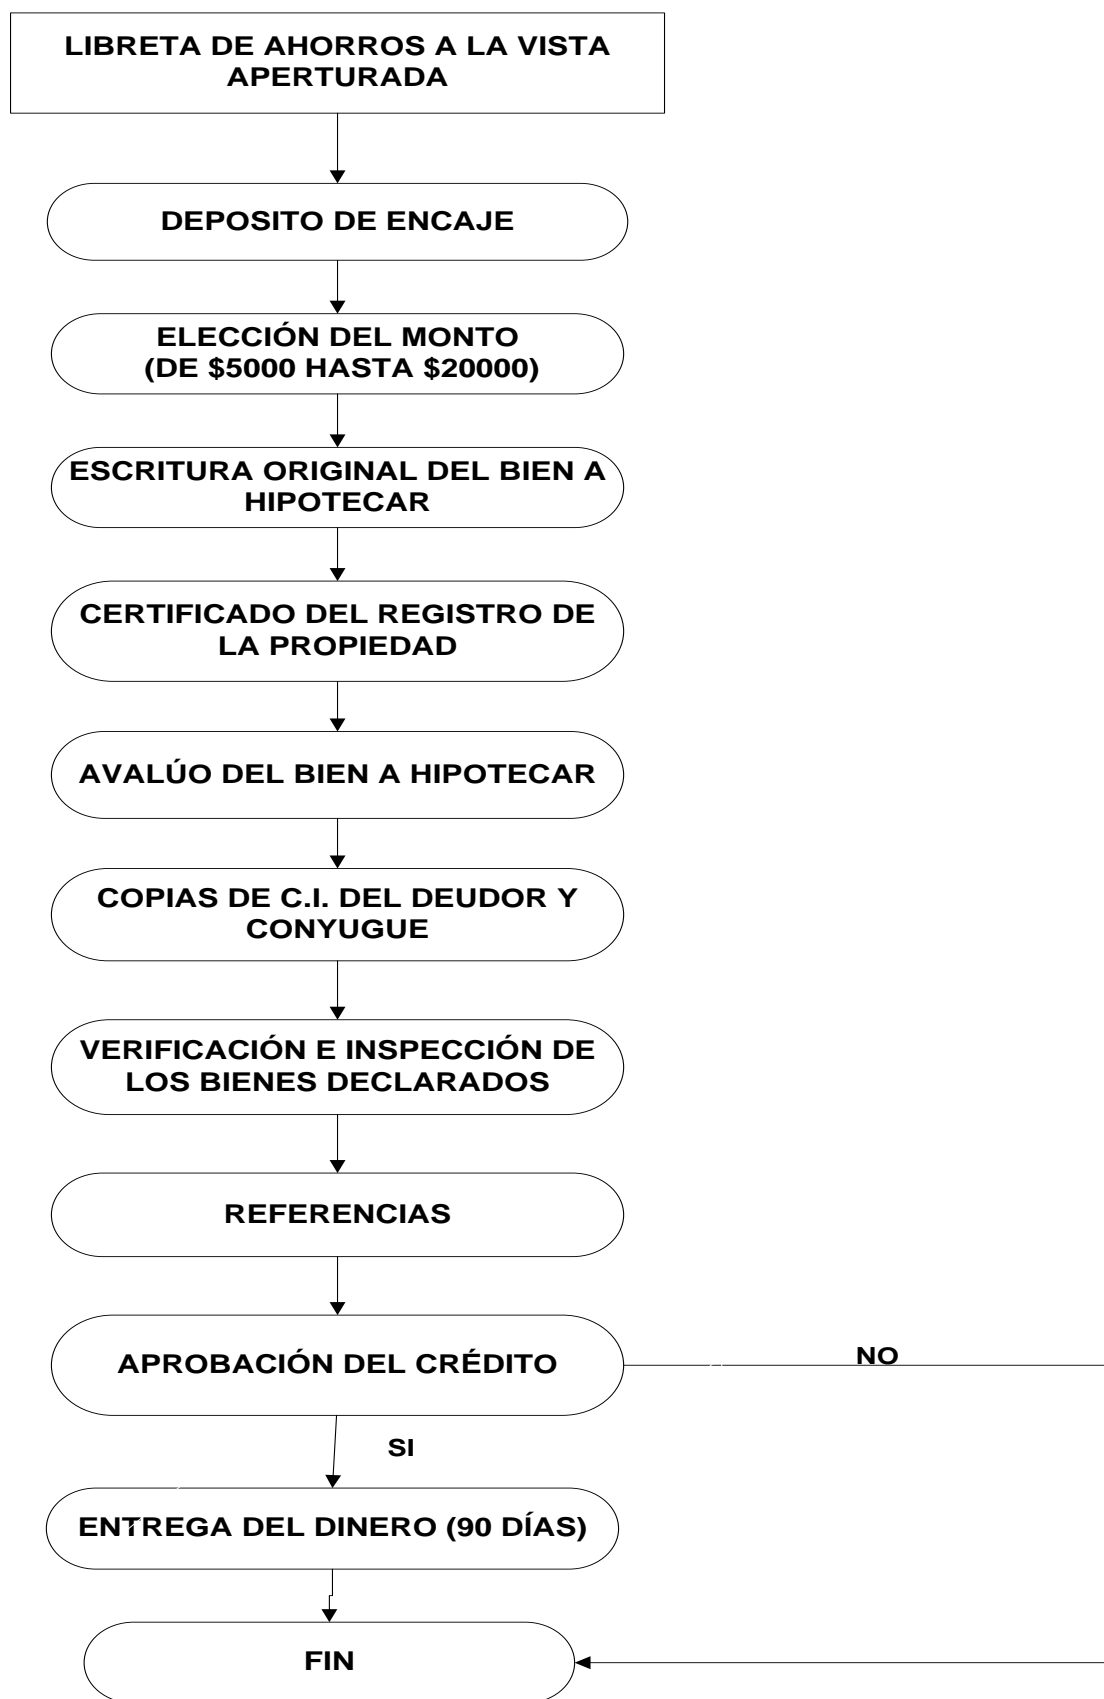 LIBRETA DE AHORROS A LA VISTA
APERTURADA
DEPOSITO DE ENCAJE
ELECCIÓN DEL MONTO
(DE $5000 HASTA $20000)
ESCRITURA ORIGINAL DEL BIEN A
HIPOTECAR
CERTIFICADO DEL REGISTRO DE
LA PROPIEDAD
AVALÚO DEL BIEN A HIPOTECAR
COPIAS DE C.I. DEL DEUDOR Y
CONYUGUE
VERIFICACIÓN E INSPECCIÓN DE
LOS BIENES DECLARADOS
REFERENCIAS
APROBACIÓN DEL CRÉDITO
NO
SI
ENTREGA DEL DINERO (90 DÍAS)
FIN